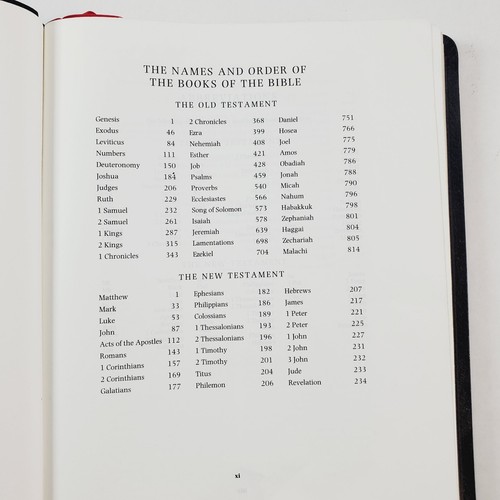 THE NAMES AND ORDER OF
THE BOOKS OF THE BIBLE
THE OLD TESTAMENT
Genesis 1 2 Chronicles 368 Daniel 751
Exodus 46 Ezra 399 Hosea 766
Leviticus 84 Nehemiah 408 Joel 775
Numbers 111 Esther 421 Amos 779
Deuteronomy 150 Job 428 Obadiah 786
Joshua 184 Psalms 459 Jonah 788
Judges 206 Proverbs 540 Micah 790
Ruth 229 Ecclesiastes 566 Nahum 796
1 Samuel 232 Song of Solomon 573 Habakkuk 798
2 Samuel 261 Isaiah 578 Zephaniah 801
1 Kings 287 Jeremiah 639 Haggai 804
2 Kings 315 Lamentations 698 Zechariah 805
1 Chronicles 343 Ezekiel 704 Malachi 814
THE NEW TESTAMENT
Matthew 1 Ephesians 182 Hebrews 207
Mark 33 Philippians 186 James 217
Luke 53 Colossians 189 1 Peter 221
John 87 1 Thessalonians 193 2 Peter 225
Acts of the Apostles 112 2 Thessalonians 196 1 John 227
Romans 143 1 Timothy 198 2 John 231
1 Corinthians 157 2 Timothy 201 3 John 232
2 Corinthians 169 Titus 204 Jude 233
Galatians 177 Philemon 206 Revelation 234
xi